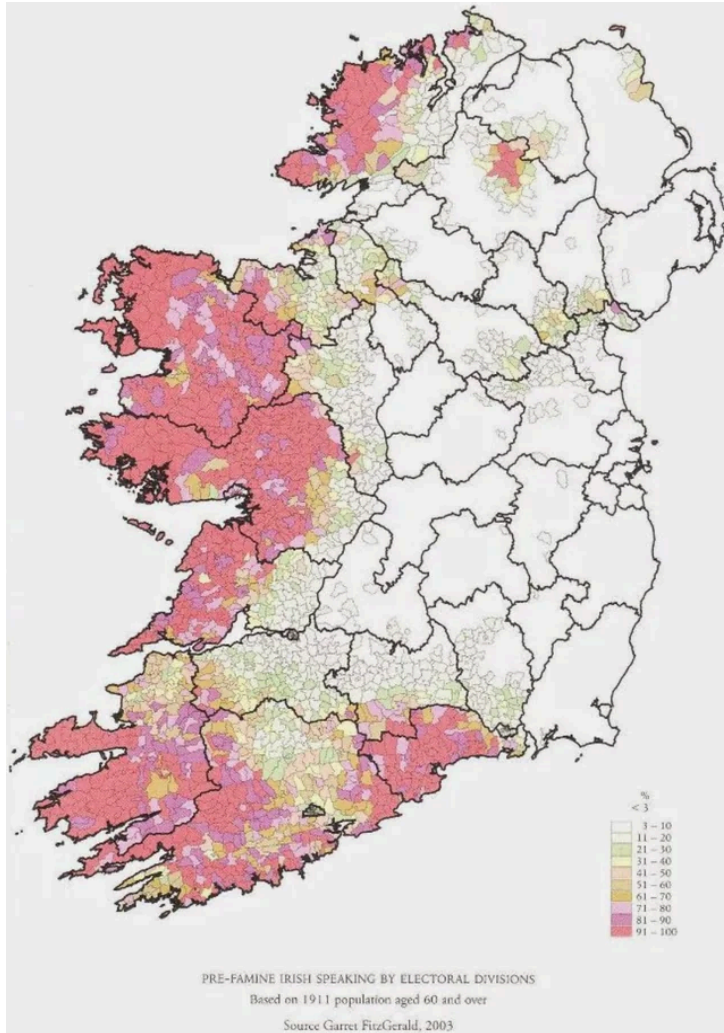 %
< 3
3 – 10
11 – 20
21 – 30
31 – 40
41 – 50
51 – 60
61 – 70
71 – 80
81 – 90
91 – 100
PRE-FAMINE IRISH SPEAKING BY ELECTORAL DIVISIONS
Based on 1911 population aged 60 and over
Source Garret FitzGerald, 2003